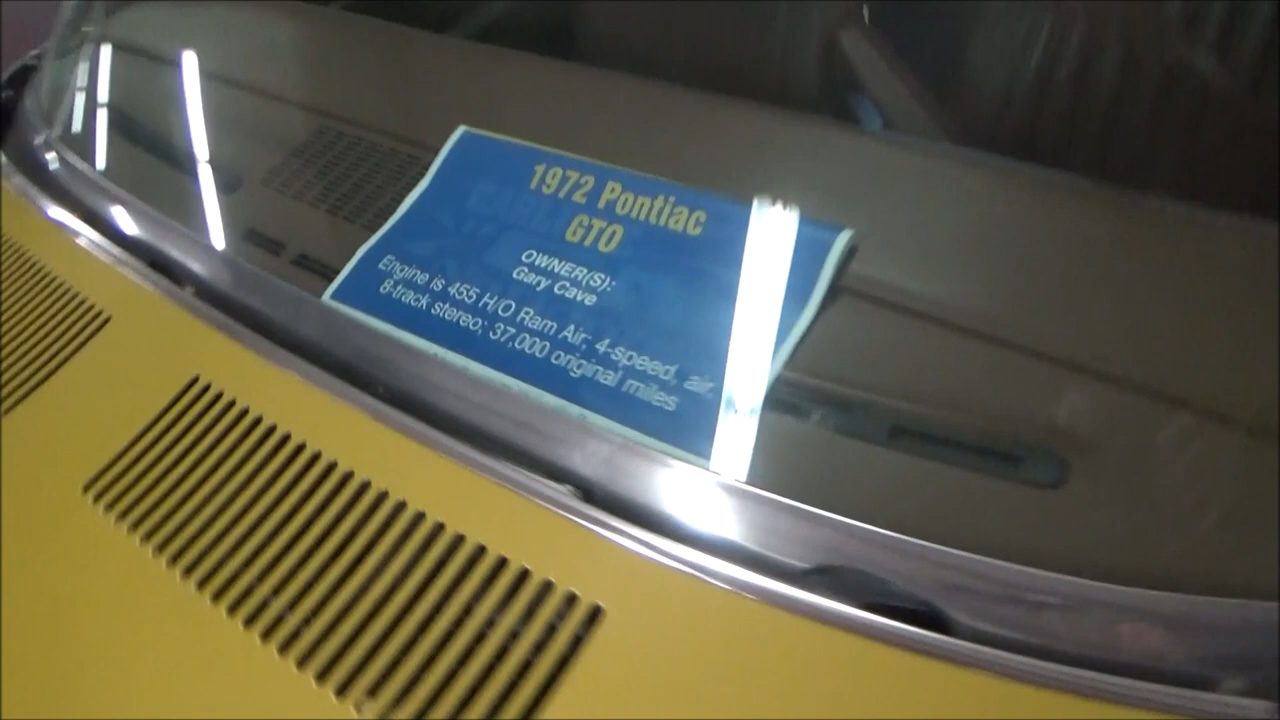 1972 Pontiac
GTO
OWNER(S):
Gary Cave
Engine is 455 H/O Ram Air; 4-speed, air,
8-track stereo; 37,000 original miles